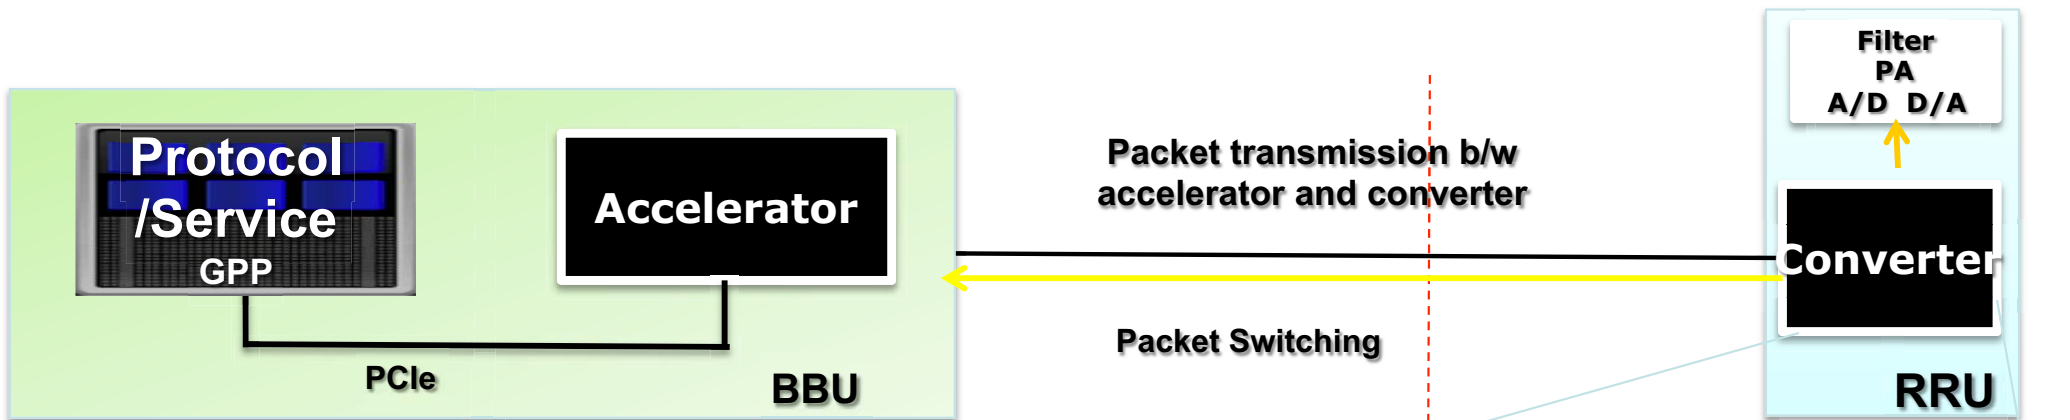 Protocol
/Service
GPP
PCIe
Accelerator
BBU
Packet transmission b/w
accelerator and converter
Packet Switching
Filter
PA
A/D D/A
Converter
RRU